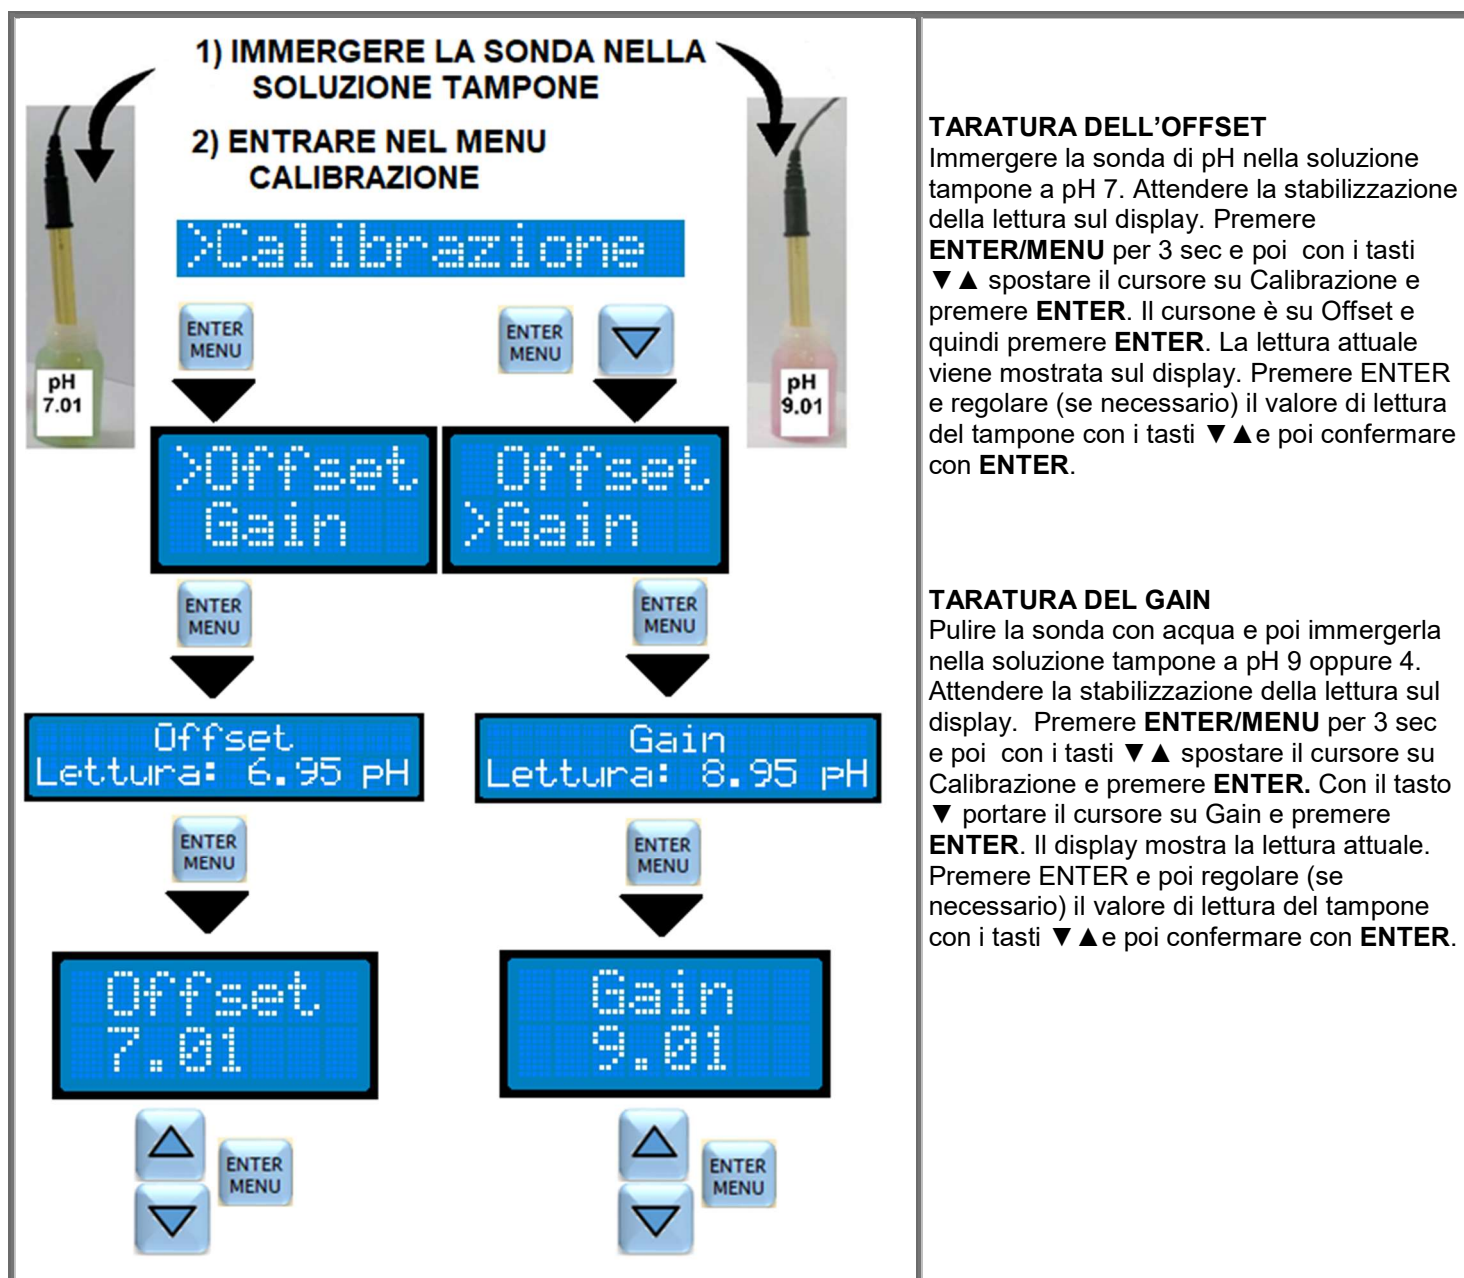 1) IMMERGERE LA SONDA NELLA
SOLUZIONE TAMPONE
2) ENTRARE NEL MENU
CALIBRAZIONE
>Calibrazione
ENTER
MENU
ENTER
MENU
pH
7.01
pH
9.01
>Offset
Gain
Offset
>Gain
ENTER
MENU
ENTER
MENU
Offset
Lettura: 6.95 pH
Gain
Lettura: 8.95 pH
ENTER
MENU
ENTER
MENU
Offset
7.01
Gain
9.01
ENTER
MENU
ENTER
MENU
TARATURA DELL’OFFSET
Immergere la sonda di pH nella soluzione
tampone a pH 7. Attendere la stabilizzazione
della lettura sul display. Premere
ENTER/MENU per 3 sec e poi  con i tasti
▼▲ spostare il cursore su Calibrazione e
premere ENTER. Il cursone è su Offset e
quindi premere ENTER. La lettura attuale
viene mostrata sul display. Premere ENTER
e regolare (se necessario) il valore di lettura
del tampone con i tasti ▼▲e poi confermare
con ENTER.
TARATURA DEL GAIN
Pulire la sonda con acqua e poi immergerla
nella soluzione tampone a pH 9 oppure 4.
Attendere la stabilizzazione della lettura sul
display.  Premere ENTER/MENU per 3 sec
e poi  con i tasti ▼▲ spostare il cursore su
Calibrazione e premere ENTER. Con il tasto
▼ portare il cursore su Gain e premere
ENTER. Il display mostra la lettura attuale.
Premere ENTER e poi regolare (se
necessario) il valore di lettura del tampone
con i tasti ▼▲e poi confermare con ENTER.